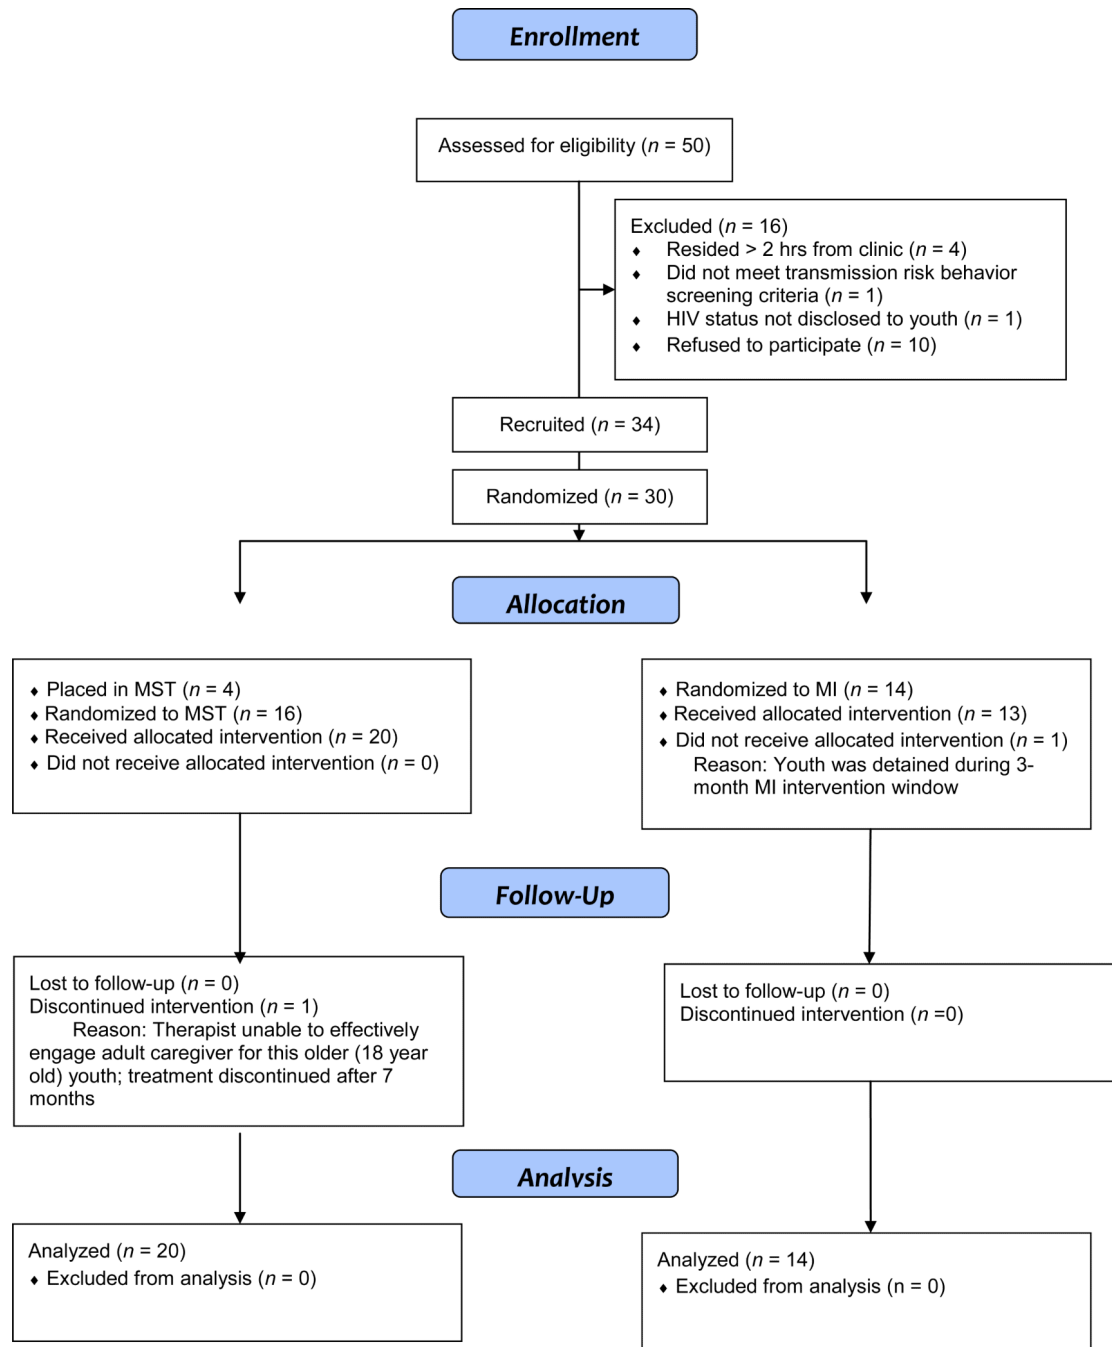 Enrollment
Assessed for eligibility (n = 50)
Excluded (n = 16)
♦ Resided > 2 hrs from clinic (n = 4)
♦ Did not meet transmission risk behavior
screening criteria (n = 1)
♦ HIV status not disclosed to youth (n = 1)
♦ Refused to participate (n = 10)
Recruited (n = 34)
Randomized (n = 30)
Allocation
♦ Placed in MST (n = 4)
♦ Randomized to MST (n = 16)
♦ Received allocated intervention (n = 20)
♦ Did not receive allocated intervention (n = 0)
♦ Randomized to MI (n = 14)
♦ Received allocated intervention (n = 13)
♦ Did not receive allocated intervention (n = 1)
Reason: Youth was detained during 3-
month MI intervention window
Follow-Up
Lost to follow-up (n = 0)
Discontinued intervention (n = 1)
Reason: Therapist unable to effectively
engage adult caregiver for this older (18 year
old) youth; treatment discontinued after 7
months
Lost to follow-up (n = 0)
Discontinued intervention (n =0)
Analysis
Analyzed (n = 20)
♦ Excluded from analysis (n = 0)
Analyzed (n = 14)
♦ Excluded from analysis (n = 0)